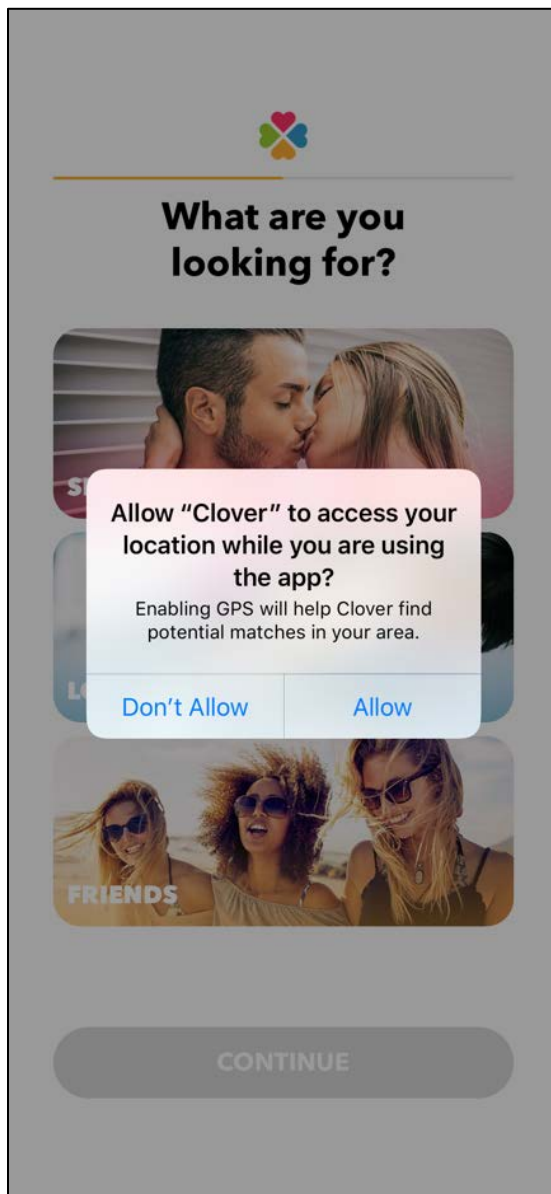 What are you
looking for?
Allow “Clover” to access your
location while you are using
the app?
Enabling GPS will help Clover find
potential matches in your area.
Don’t Allow
Allow
FRIENDS
CONTINUE